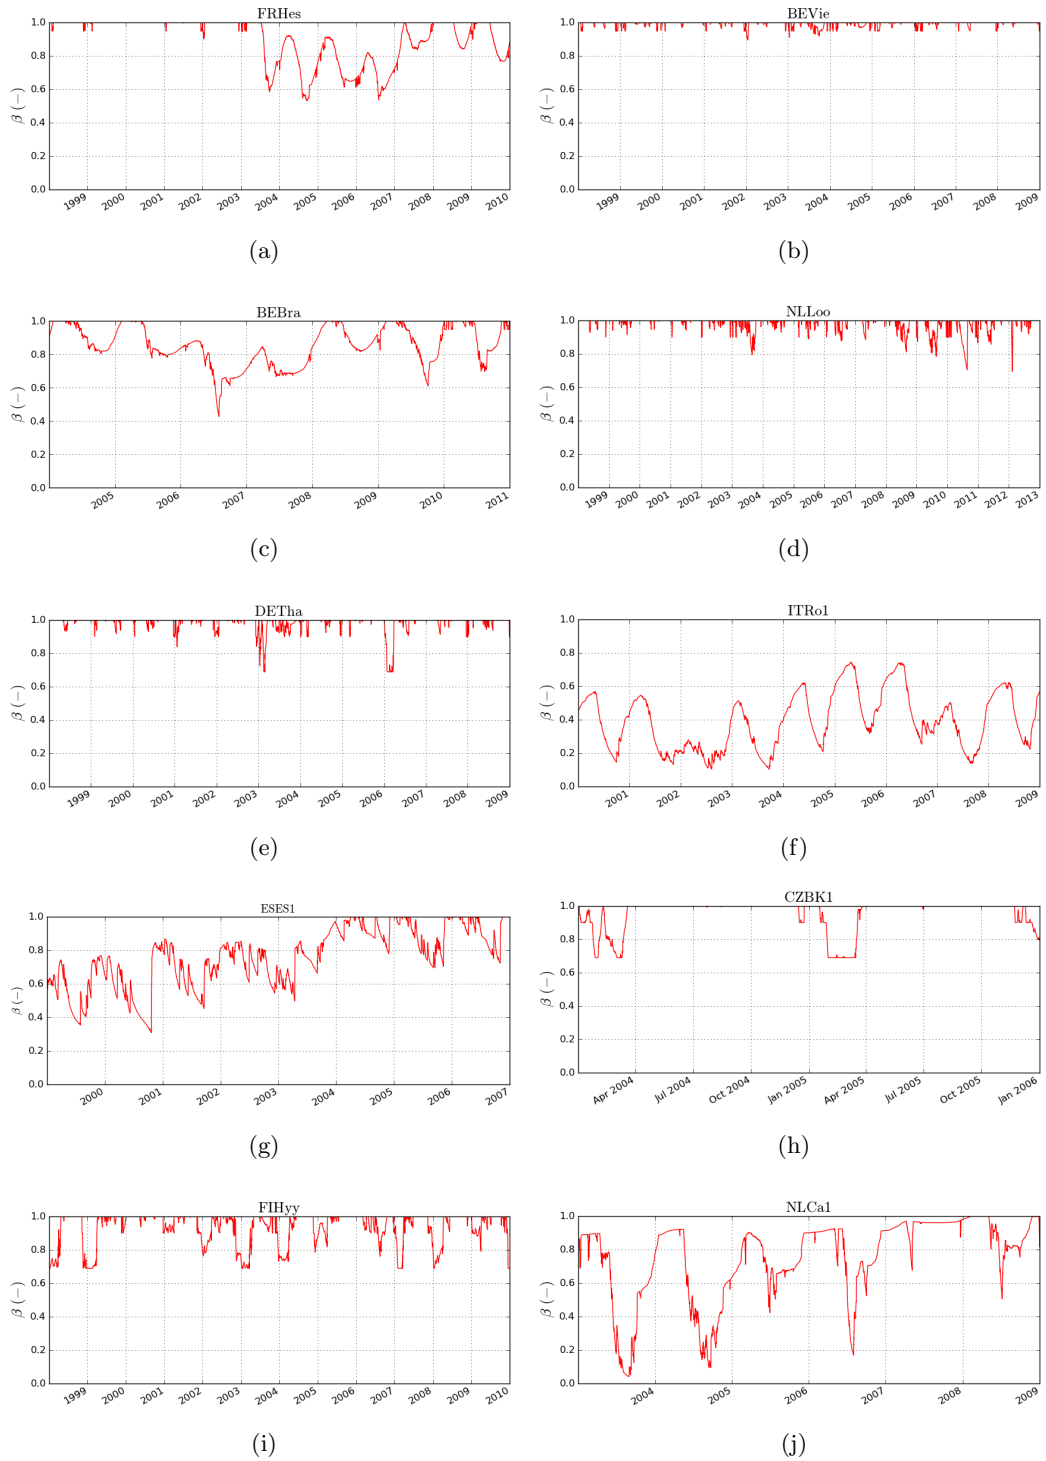 FRHes
1.0
0.8
0.6
0.4
0.2
0.0
β (−)
1999 2000 2001 2002 2003 2004 2005 2006 2007 2008 2009 2010
(a)
BEVie
1.0
0.8
0.6
0.4
0.2
0.0
β (−)
1999 2000 2001 2002 2003 2004 2005 2006 2007 2008 2009
(b)
BEBra
1.0
0.8
0.6
0.4
0.2
0.0
β (−)
2005 2006 2007 2008 2009 2010 2011
(c)
NLLoo
1.0
0.8
0.6
0.4
0.2
0.0
β (−)
1999 2000 2001 2002 2003 2004 2005 2006 2007 2008 2009 2010 2011 2012 2013
(d)
DETha
1.0
0.8
0.6
0.4
0.2
0.0
β (−)
1999 2000 2001 2002 2003 2004 2005 2006 2007 2008 2009
(e)
ITRo1
1.0
0.8
0.6
0.4
0.2
0.0
β (−)
2001 2002 2003 2004 2005 2006 2007 2008 2009
(f)
ESES1
1.0
0.8
0.6
0.4
0.2
0.0
β (−)
2000 2001 2002 2003 2004 2005 2006 2007
(g)
CZBK1
1.0
0.8
0.6
0.4
0.2
0.0
β (−)
Apr 2004 Jul 2004 Oct 2004 Jan 2005 Apr 2005 Jul 2005 Oct 2005 Jan 2006
(h)
FIHyy
1.0
0.8
0.6
0.4
0.2
0.0
β (−)
1999 2000 2001 2002 2003 2004 2005 2006 2007 2008 2009 2010
(i)
NLCa1
1.0
0.8
0.6
0.4
0.2
0.0
β (−)
2004 2005 2006 2007 2008 2009
(j)